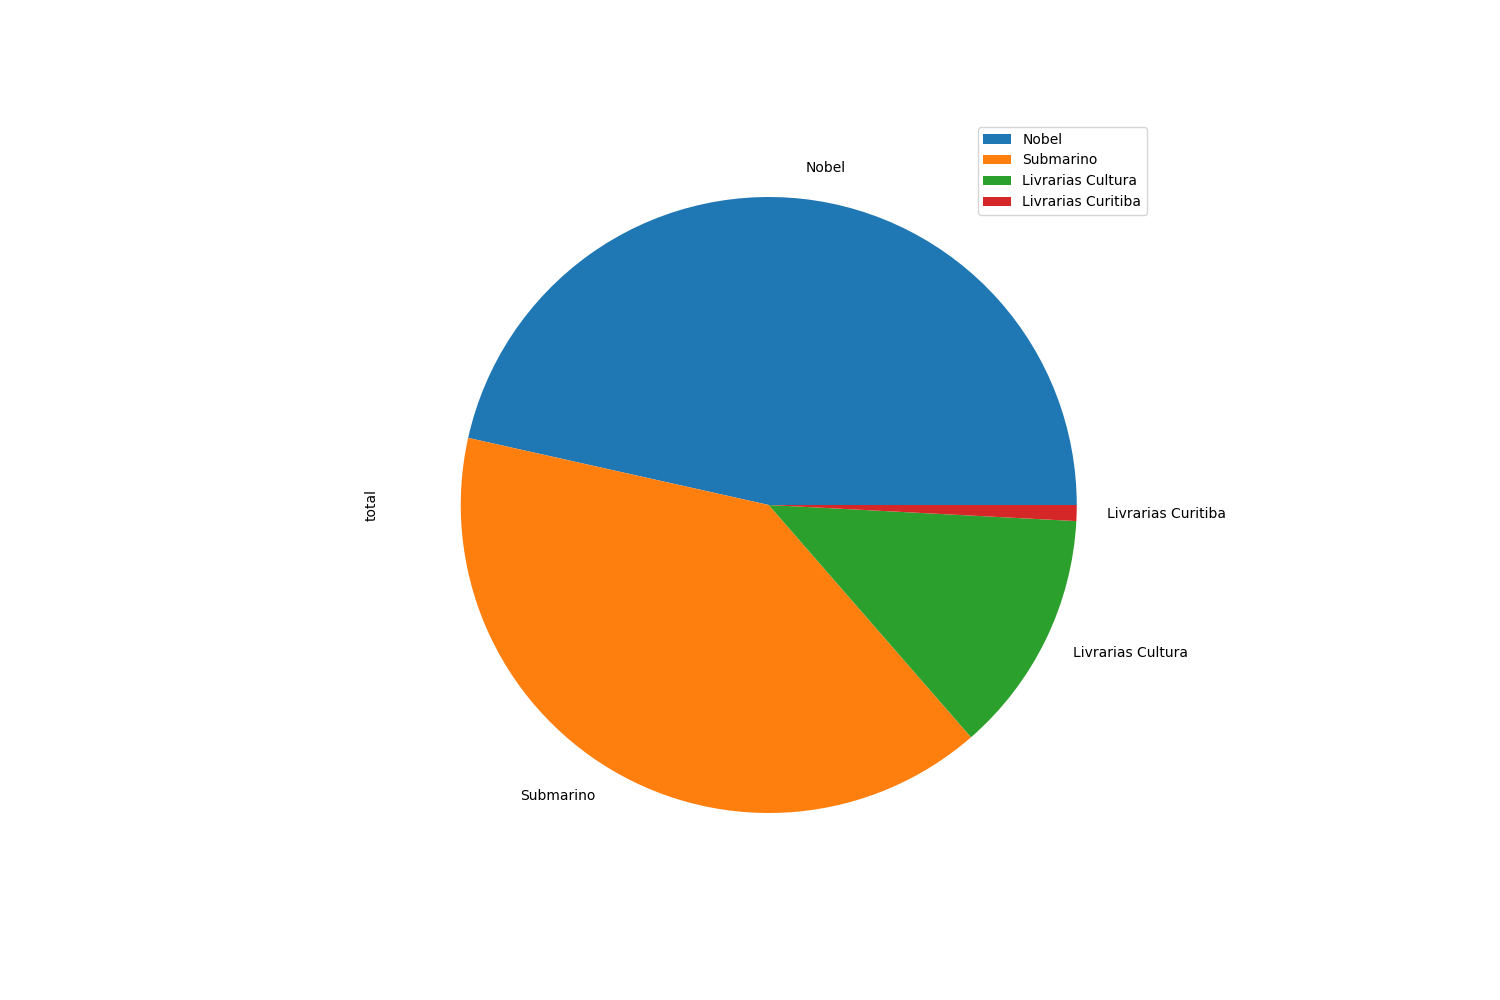 Nobel
Submarino
Livrarias Cultura
Livrarias Curitiba
Nobel
total
Livrarias Curitiba
Livrarias Cultura
Submarino